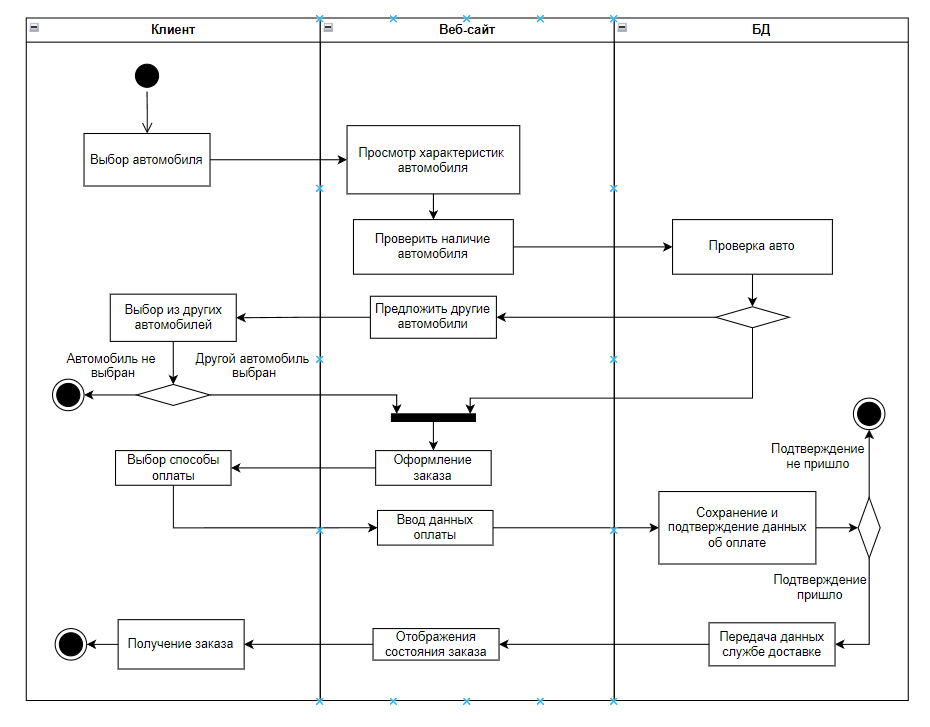 Клиент
Веб-сайт
БД
Выбор автомобиля
Просмотр характеристик
автомобиля
Проверить наличие
автомобиля
Проверка авто
Выбор из других
автомобилей
Предложить другие
автомобили
Автомобиль не
выбран
Другой автомобиль
выбран
Выбор способы
оплаты
Оформление
заказа
Подтверждение
не пришло
Ввод данных
оплаты
Сохранение и
подтверждение данных
об оплате
Подтверждение
пришло
Получение заказа
Отображения
состояния заказа
Передача данных
службе доставке